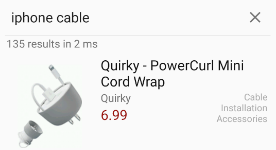 iphone cable
135 results in 2 ms
Quirky - PowerCurl Mini
Cord Wrap
Quirky
6.99
Cable
Installation
Accessories